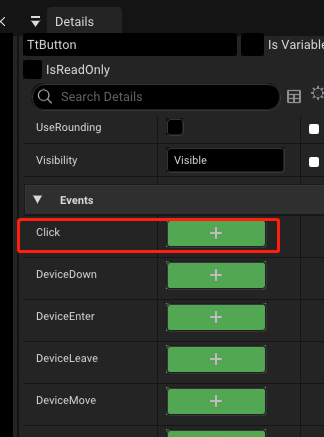 Details
TtButton
Is Variable
IsReadOnly
Search Details
UseRounding
Visibility
Visible
Events
Click
DeviceDown
DeviceEnter
DeviceLeave
DeviceMove